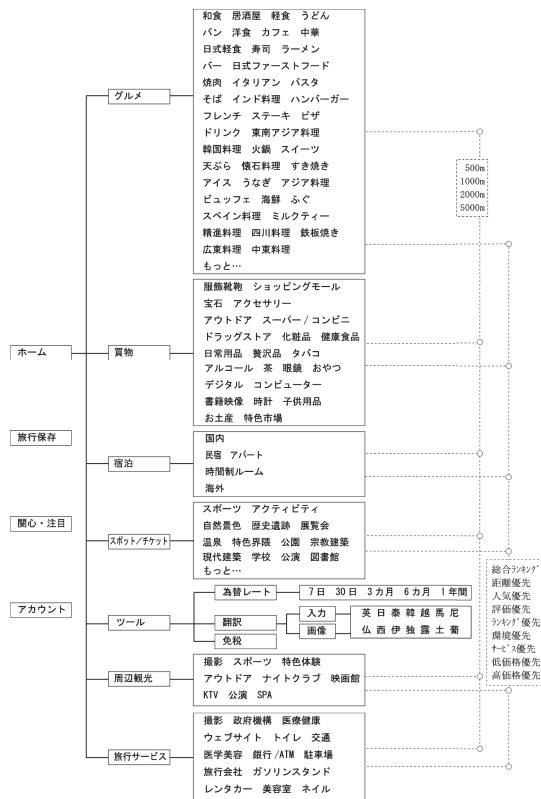 和食 居酒屋 軽食 うどん
パン 洋食 カフェ 中華
日式軽食 寿司 ラーメン
バー 日式ファーストフード
焼肉 イタリアン パスタ
そば インド料理 ハンバーガー
フレンチ ステーキ ピザ
ドリンク 東南アジア料理
韓国料理 火鍋 スイーツ
天ぷら 懐石料理 すき焼き
アイス うなぎ アジア料理
ビュッフェ 海鮮 ふぐ
スペイン料理 ミルクティー
精進料理 四川料理 鉄板焼き
広東料理 中東料理
もっと…
グルメ
500m
1000m
2000m
5000m
服飾靴鞄 ショッピングモール
宝石 アクセサリー
アウトドア スーパー/コンビニ
ドラッグストア 化粧品 健康食品
日常用品 贅沢品 タバコ
アルコール 茶 眼鏡 おやつ
デジタル コンピューター
書籍映像 時計 子供用品
お土産 特色市場
ホーム
買物
旅行保存
国内
民宿 アパート
時間制ルーム
海外
宿泊
関心・注目
スポーツ アクティビティ
自然景色 歴史遺跡 展覧会
温泉 特色界隈 公園 宗教建築
現代建築 学校 公演 図書館
もっと…
スポット/チケット
アカウント
ツール
為替レート
7日 30日 3カ月 6カ月 1年間
翻訳
入力
英 日 泰 韓 越 馬 尼
画像
仏 西 伊 独 露 土 葡
免税
総合ランキング
距離優先
人気優先
評価優先
ランキング優先
環境優先
サービス優先
低価格優先
高価格優先
周辺観光
撮影 スポーツ 特色体験
アウトドア ナイトクラブ 映画館
KTV 公演 SPA
旅行サービス
撮影 政府機構 医療健康
ウェブサイト トイレ 交通
医学美容 銀行/ATM 駐車場
旅行会社 ガソリンスタンド
レンタカー 美容室 ネイル